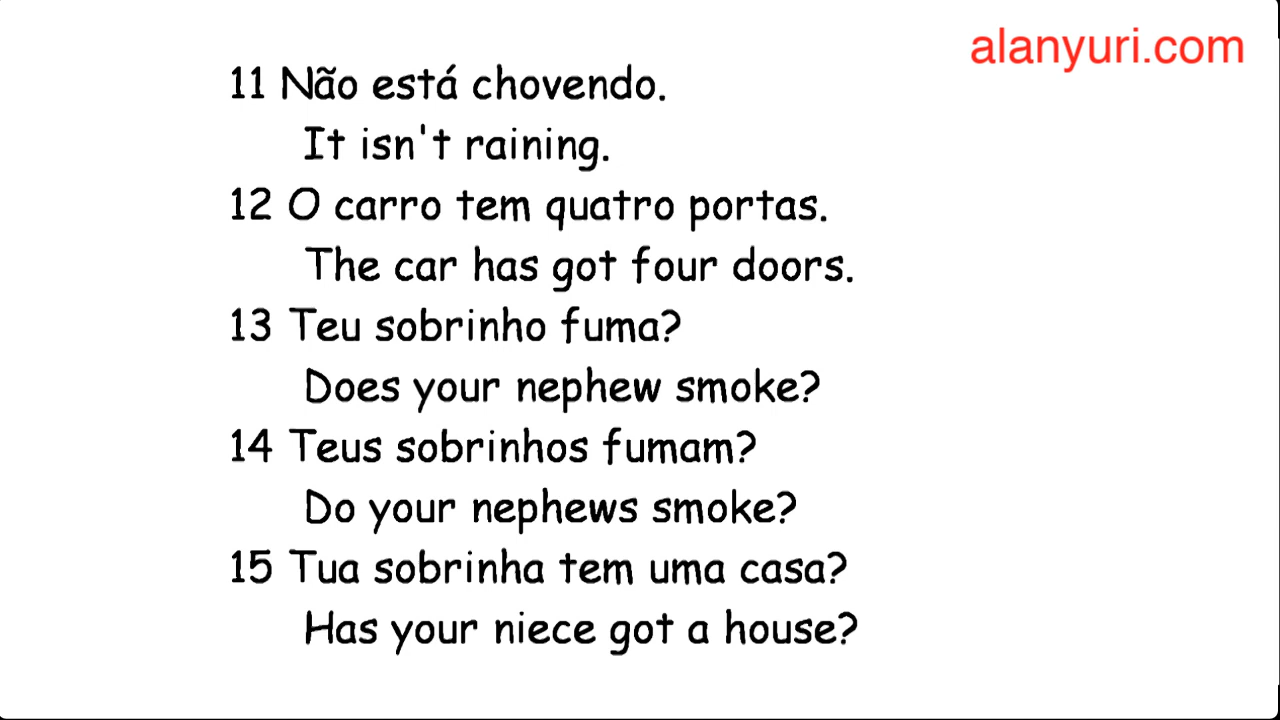 alanyuri.com
11 Não está chovendo.
It isn't raining.
12 O carro tem quatro portas.
The car has got four doors.
13 Teu sobrinho fuma?
Does your nephew smoke?
14 Teus sobrinhos fumam?
Do your nephews smoke?
15 Tua sobrinha tem uma casa?
Has your niece got a house?